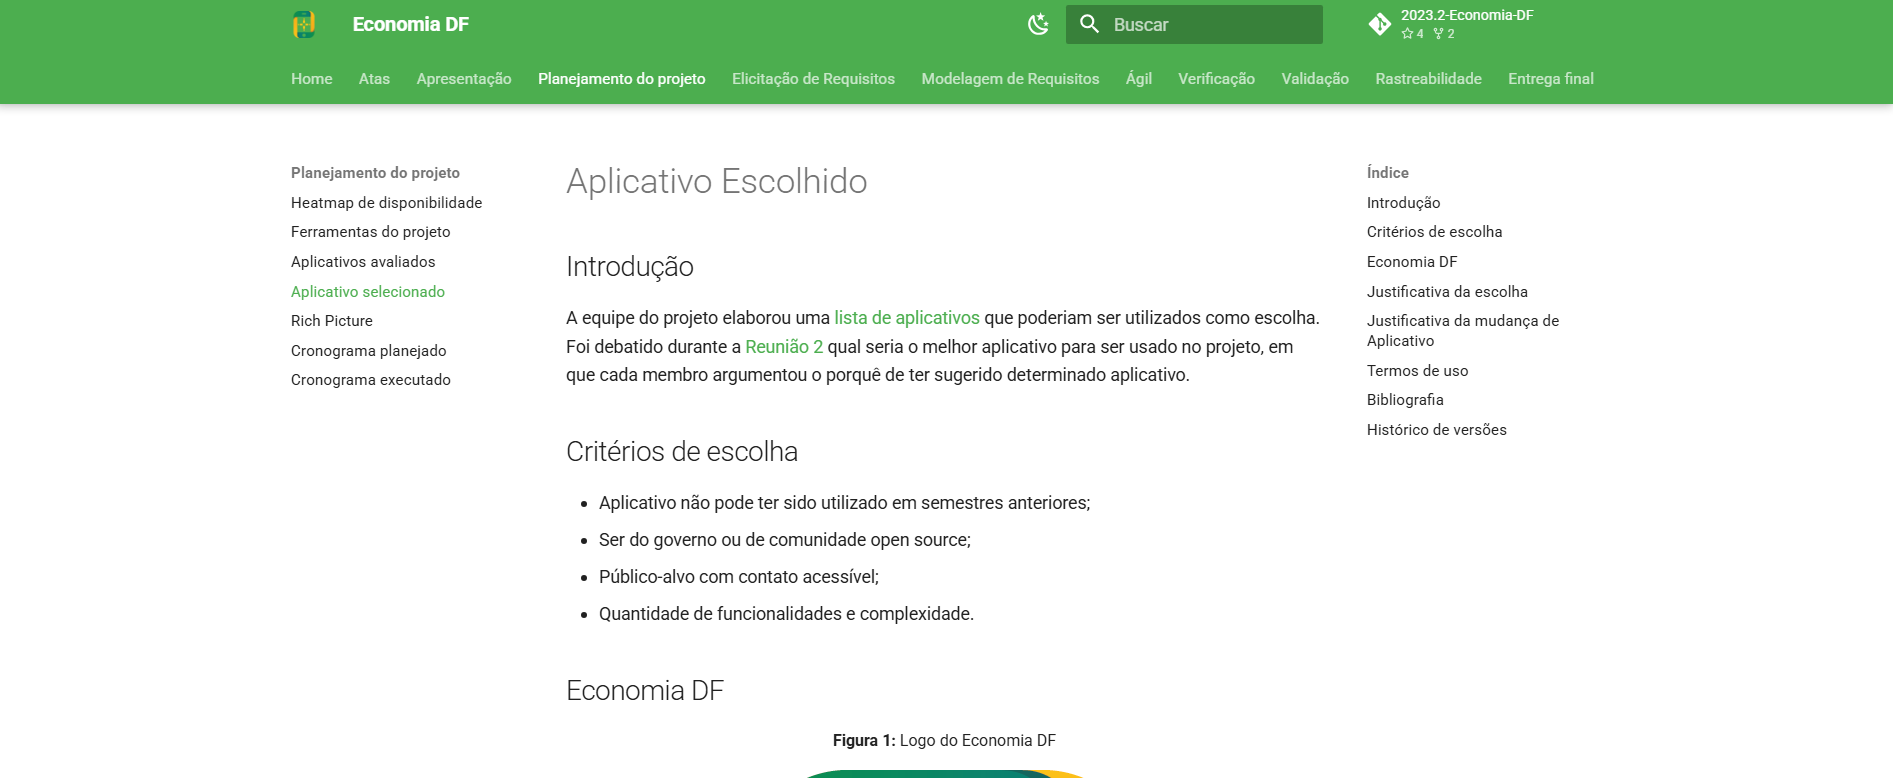 Economia DF
Buscar
2023.2-Economia-DF
4 2
Home Atas Apresentação Planejamento do projeto Elicitação de Requisitos Modelagem de Requisitos Ágil Verificação Validação Rastreabilidade Entrega final
Planejamento do projeto
Heatmap de disponibilidade
Ferramentas do projeto
Aplicativos avaliados
Aplicativo selecionado
Rich Picture
Cronograma planejado
Cronograma executado
Aplicativo Escolhido
Introdução
A equipe do projeto elaborou uma lista de aplicativos que poderiam ser utilizados como escolha.
Foi debatido durante a Reunião 2 qual seria o melhor aplicativo para ser usado no projeto, em
que cada membro argumentou o porquê de ter sugerido determinado aplicativo.
Critérios de escolha
• Aplicativo não pode ter sido utilizado em semestres anteriores;
• Ser do governo ou de comunidade open source;
• Público-alvo com contato acessível;
• Quantidade de funcionalidades e complexidade.
Economia DF
Figura 1: Logo do Economia DF
Índice
Introdução
Critérios de escolha
Economia DF
Justificativa da escolha
Justificativa da mudança de
Aplicativo
Termos de uso
Bibliografia
Histórico de versões